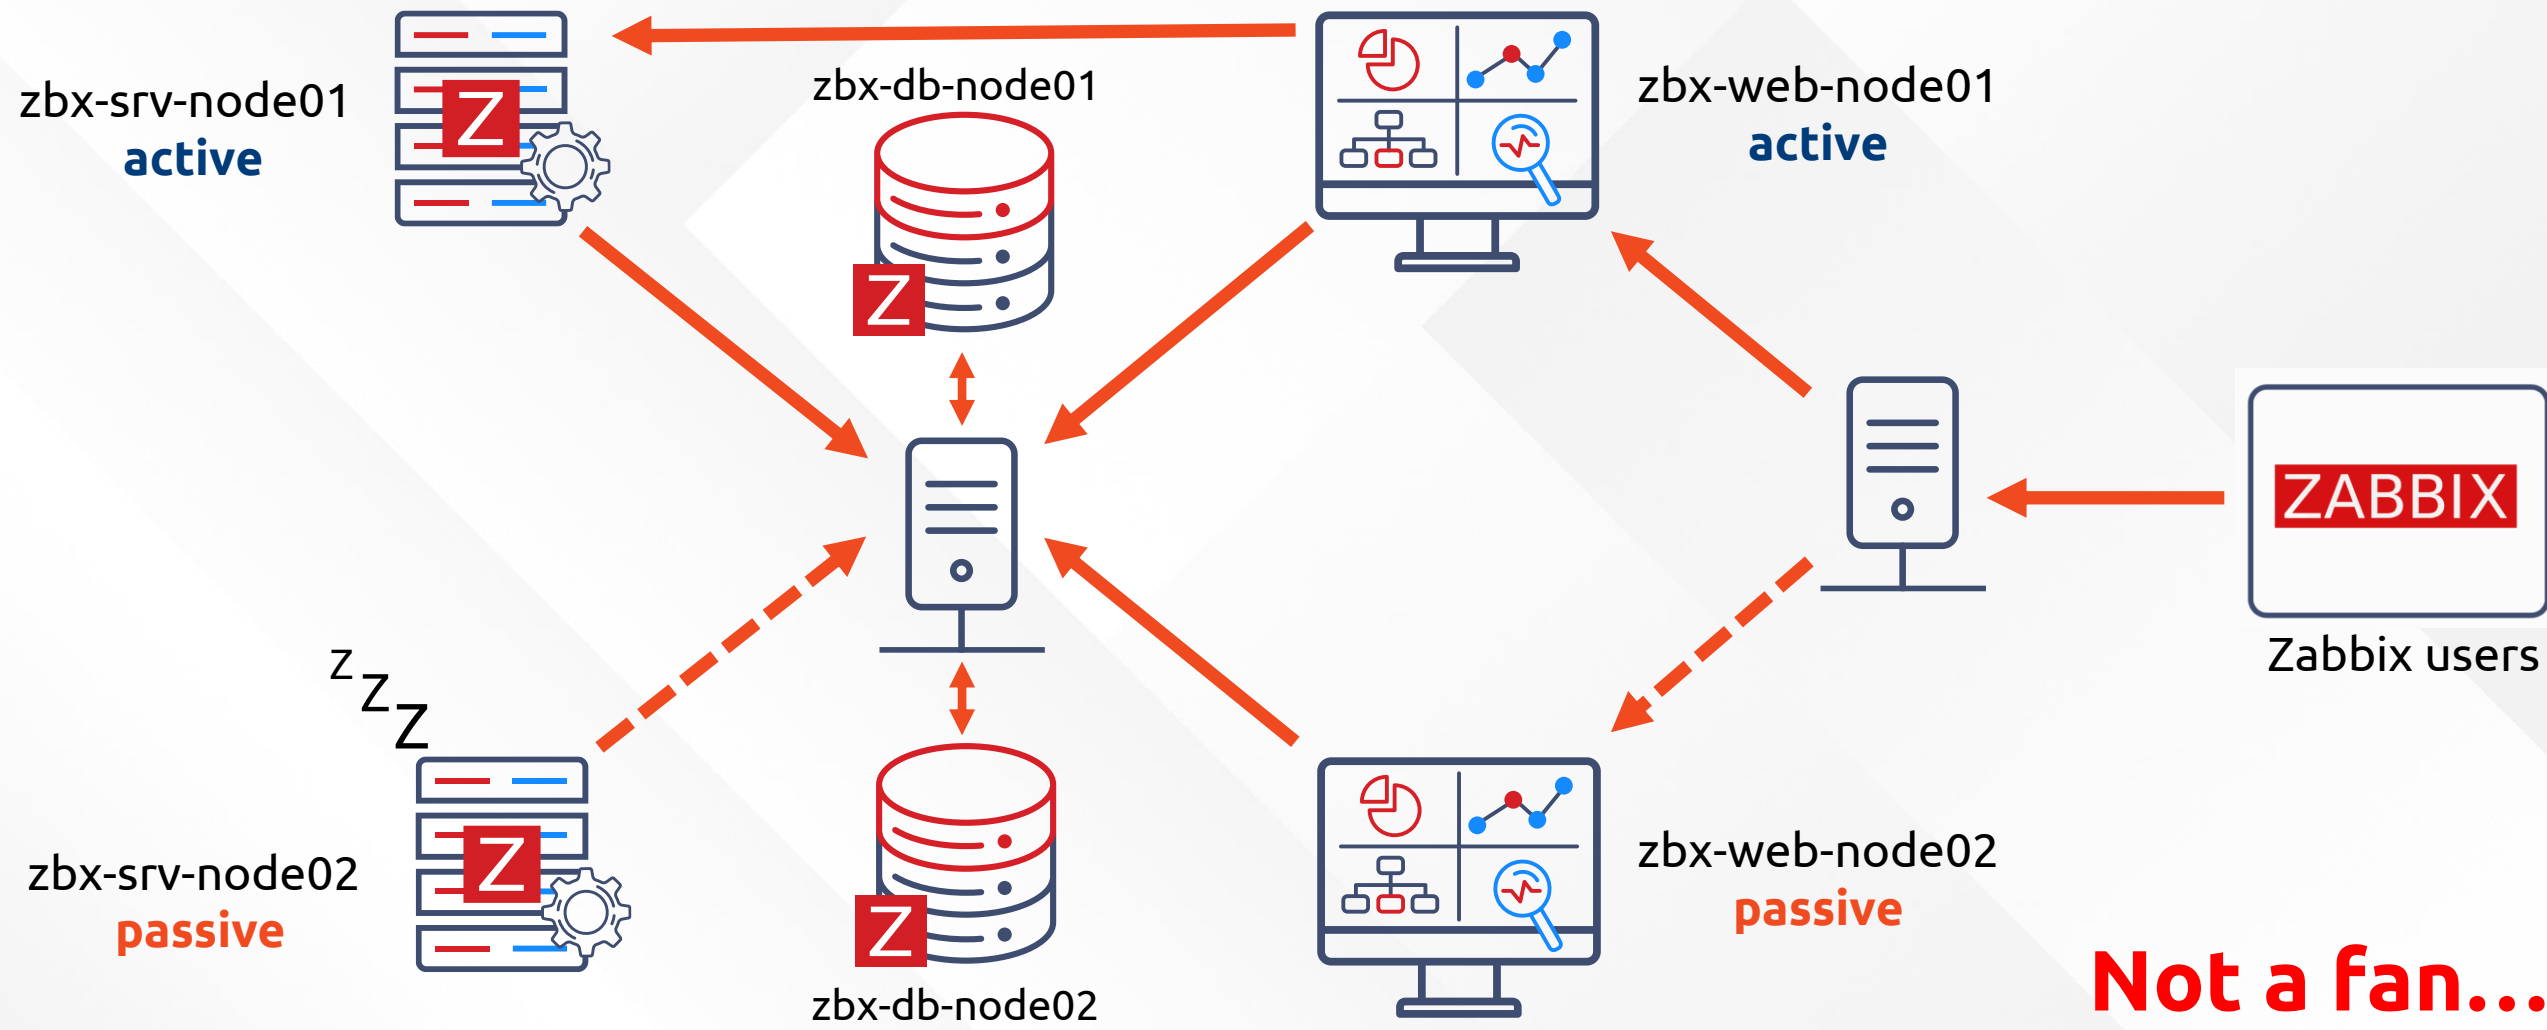 zbx-srv-node01
active
Z
zbx-db-node01
Z
zbx-web-node01
active
ZABBIX
Zabbix users
z
z
z
zbx-srv-node02
passive
Z
Z
zbx-db-node02
zbx-web-node02
passive
Not a fan...